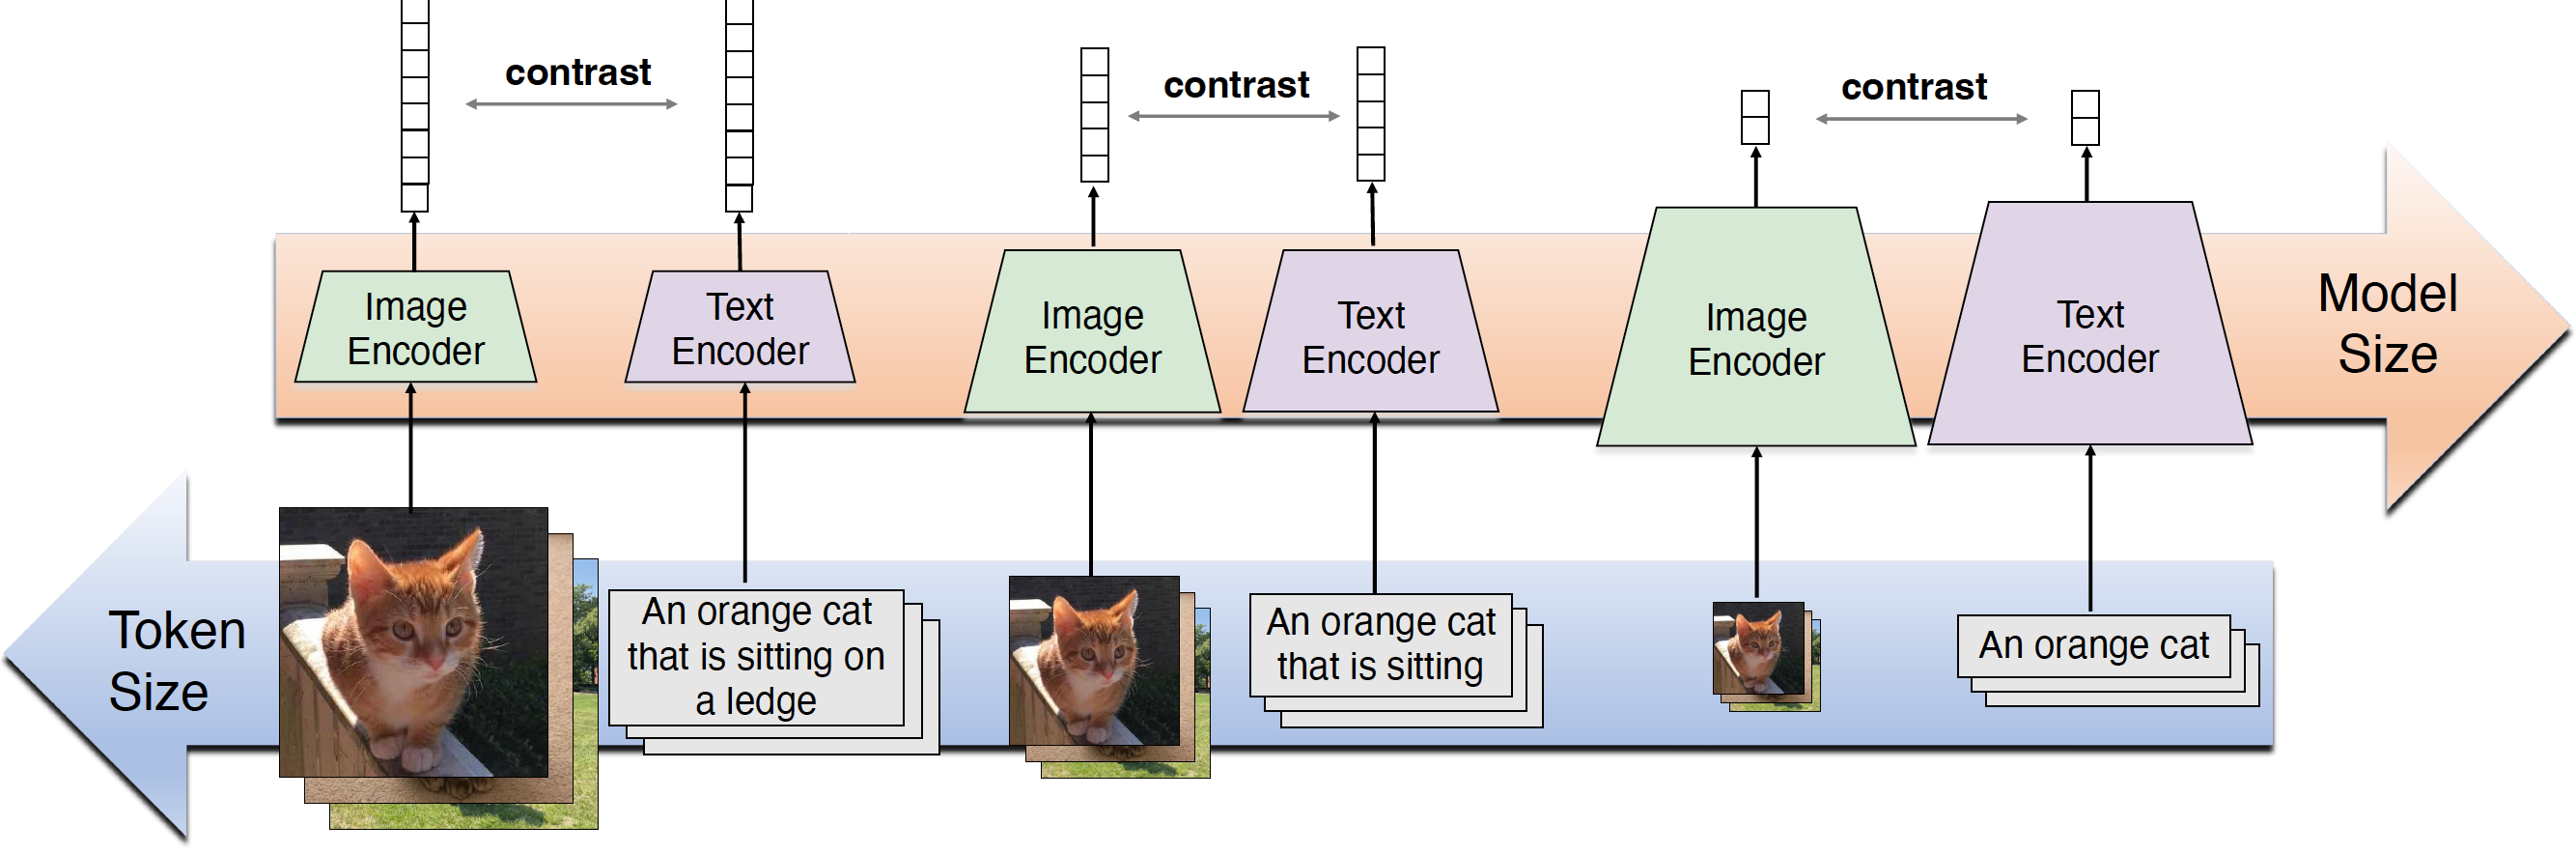 contrast
contrast
contrast
Image
Encoder
Text
Encoder
Image
Encoder
Text
Encoder
Image
Encoder
Text
Encoder
Model
Size
Token
Size
An orange cat
that is sitting on
a ledge
An orange cat
that is sitting
An orange cat